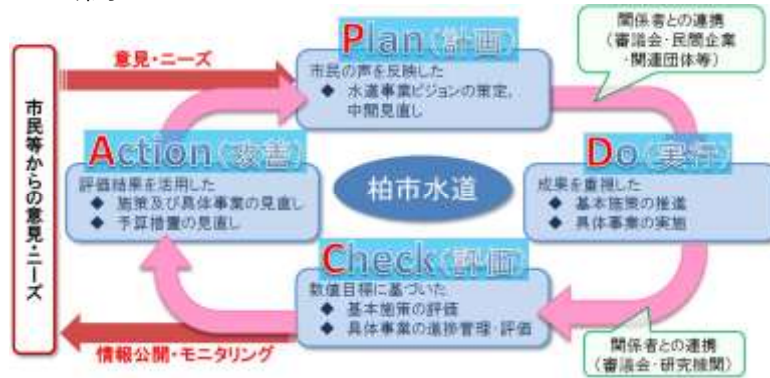 Plan(計画)
市民の声を反映した
◆ 水道事業ビジョンの策定,
中間見直し
関係者との連携
(審議会・民間企業
・関連団体等)
意見・ニーズ
市民等からの意見・ニーズ
Action(改善)
評価結果を活用した
◆ 施策及び具体事業の見直し
◆ 予算措置の見直し
柏市水道
Do(実行)
成果を重視した
◆ 基本施策の推進
◆ 具体事業の実施
Check(評価)
数値目標に基づいた
◆ 基本施策の評価
◆ 具体事業の進捗管理・評価
情報公開・モニタリング
関係者との連携
(審議会・研究機関)